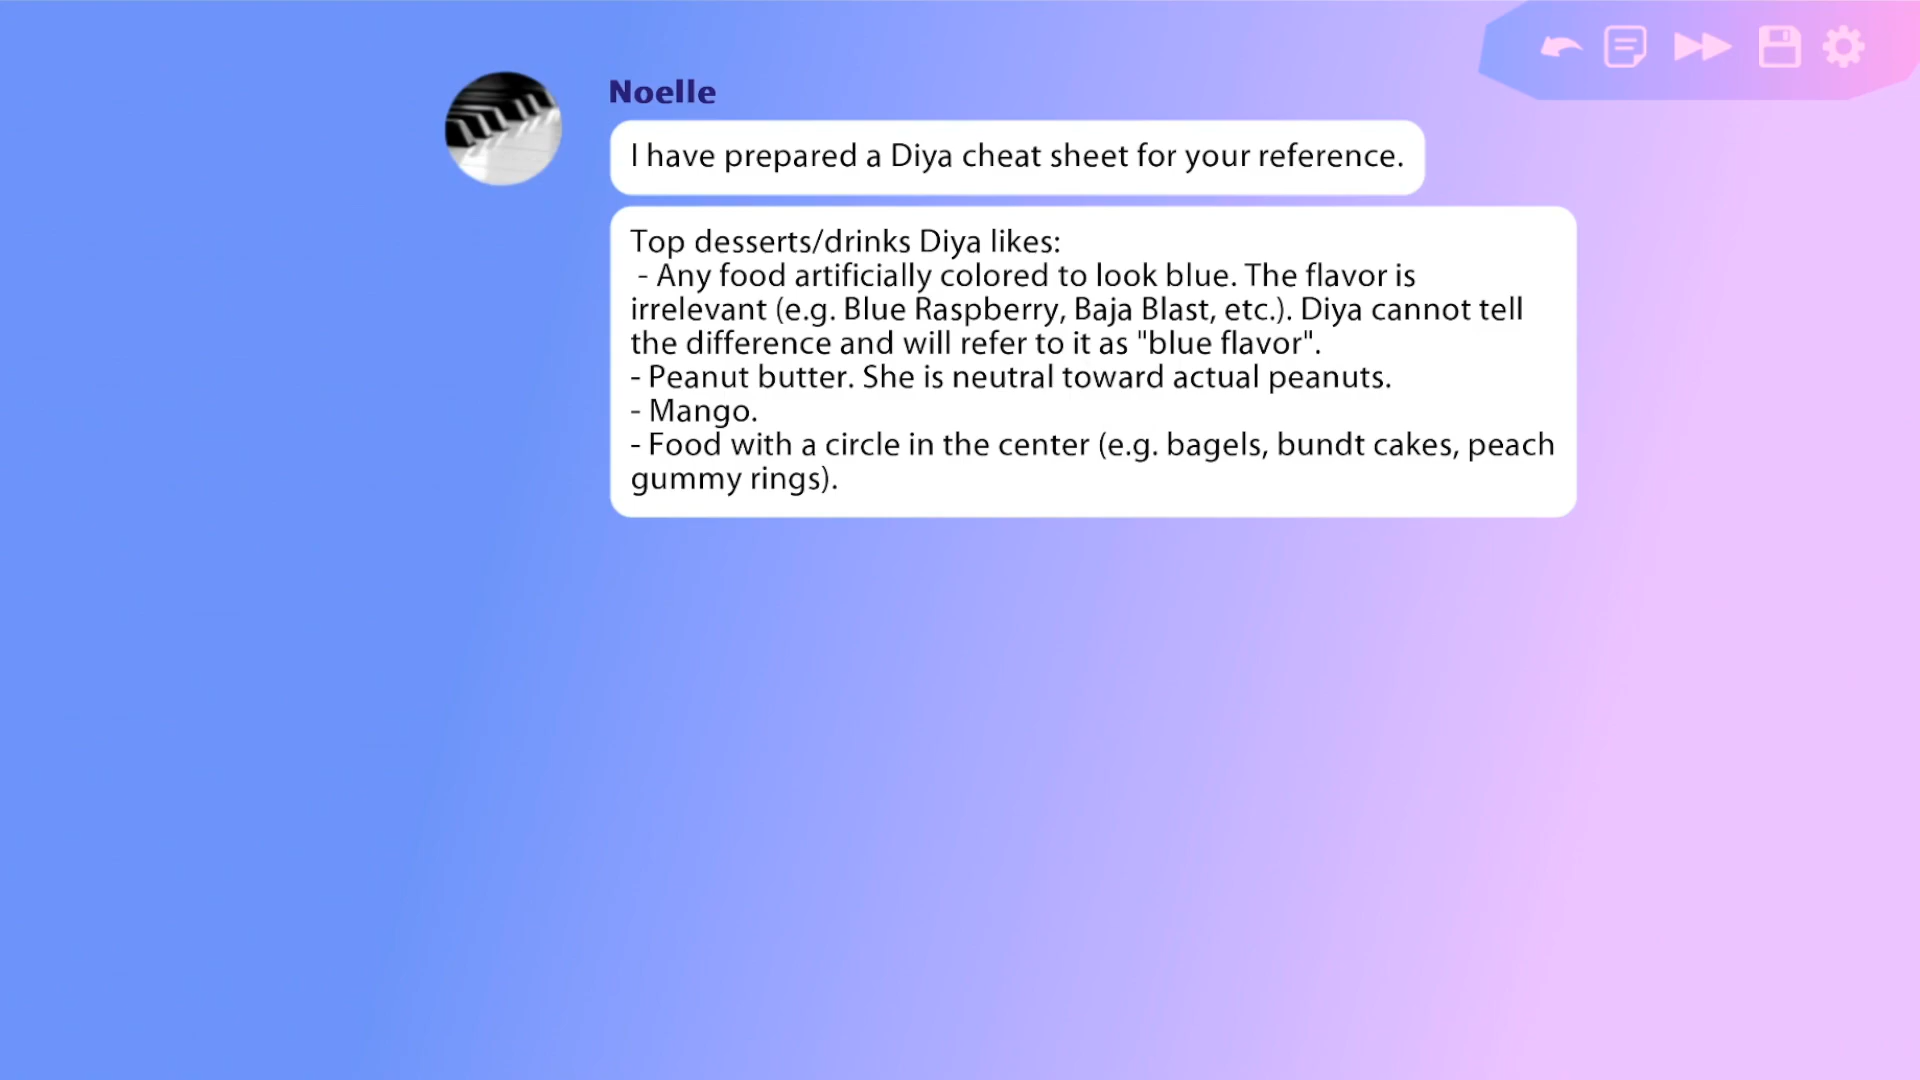 Noelle
I have prepared a Diya cheat sheet for your reference.
Top desserts/drinks Diya likes:
- Any food artificially colored to look blue. The flavor is
irrelevant (e.g. Blue Raspberry, Baja Blast, etc.). Diya cannot tell
the difference and will refer to it as "blue flavor".
- Peanut butter. She is neutral toward actual peanuts.
- Mango.
- Food with a circle in the center (e.g. bagels, bundt cakes, peach
gummy rings).